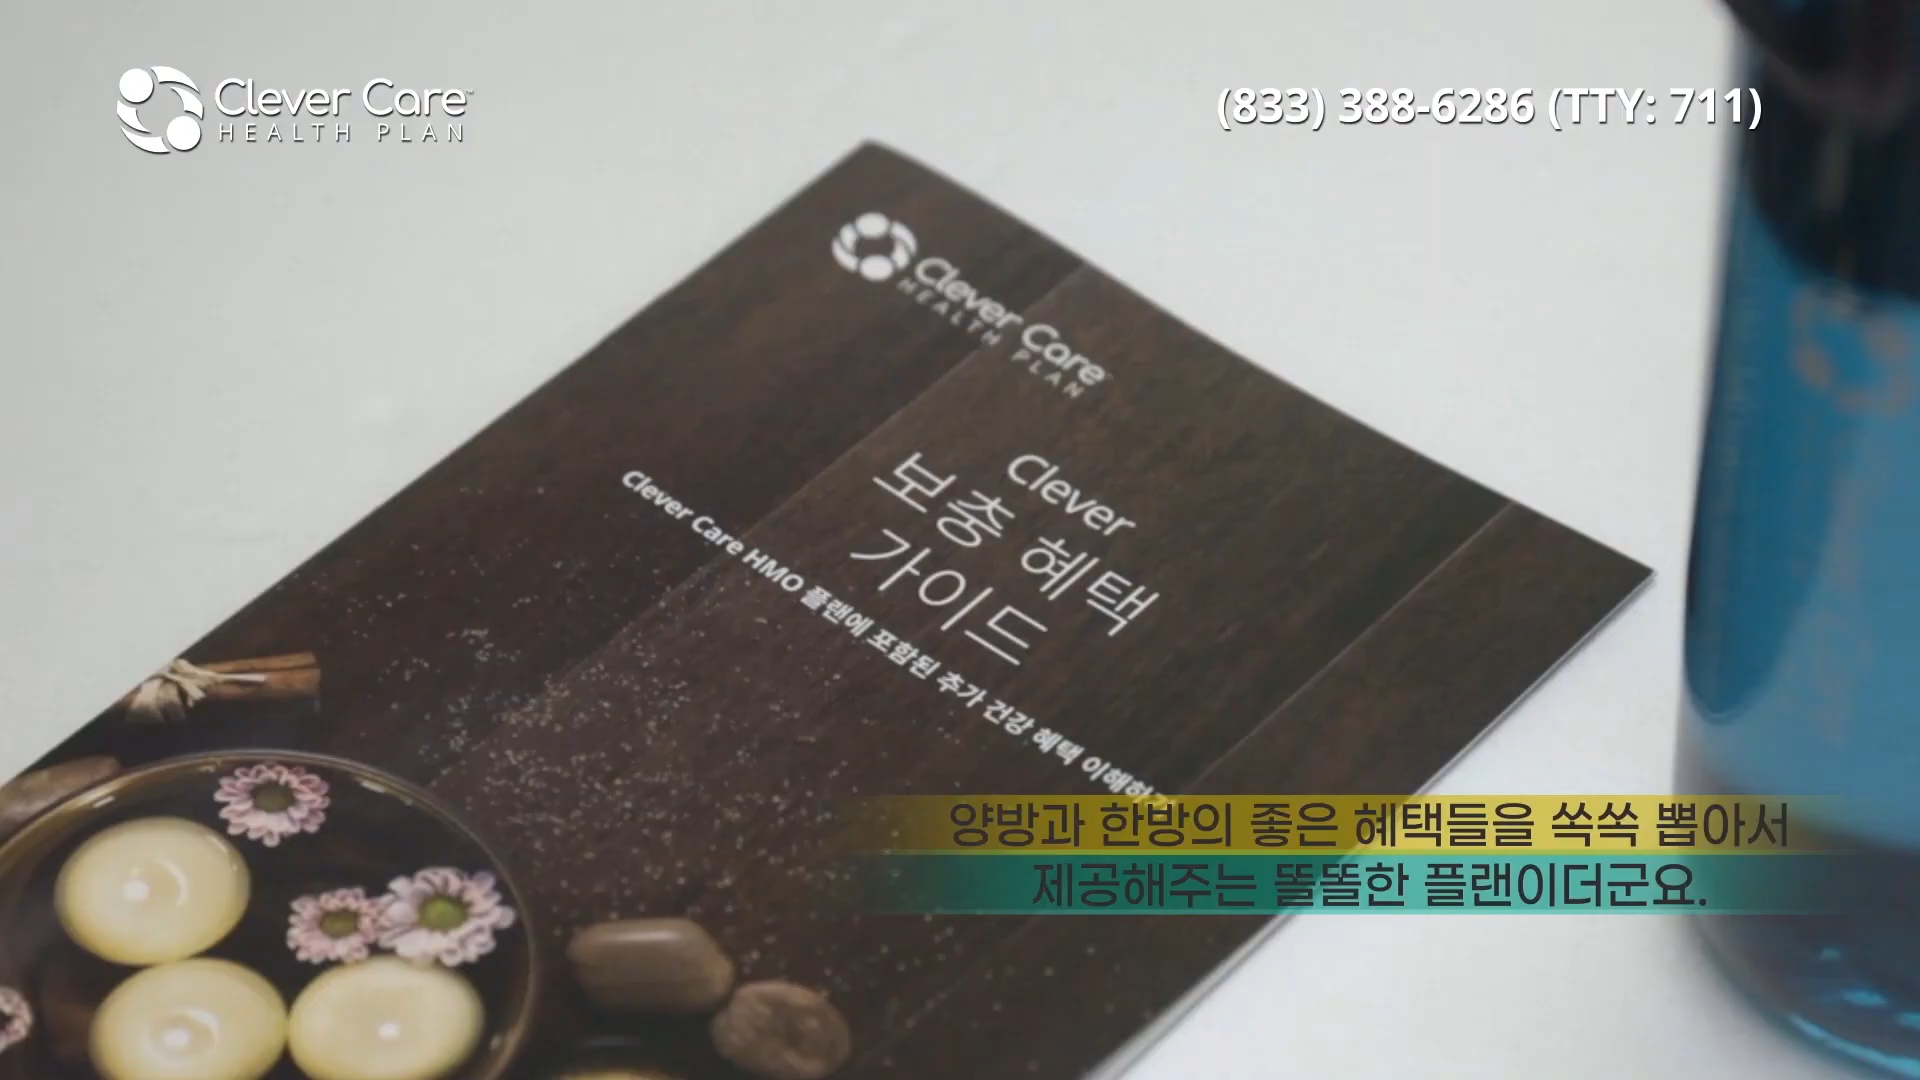 Clever Care™
HEALTH PLAN
(833) 388-6286 (TTY: 711)
Clever Care
HEALTH PLAN
Clever
보충 혜택
가이드
Clever Care HMO 플랜에 포함된 추가 건강 혜택 이해하기
양방과 한방의 좋은 혜택들을 쏙쏙 뽑아서
제공해주는 똘똘한 플랜이더군요.